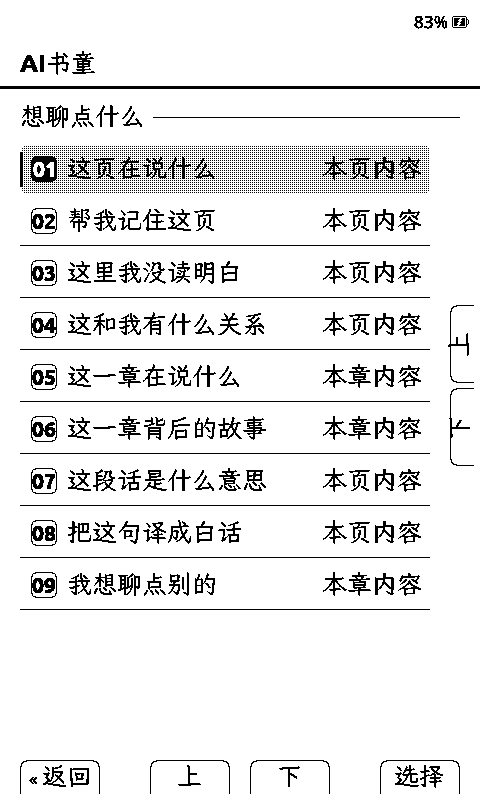 83%
AI书童
想聊点什么
01 这页在说什么 本页内容
02 帮我记住这页 本页内容
03 这里我没读明白 本页内容
04 这和我有什么关系 本页内容
05 这一章在说什么 本章内容
06 这一章背后的故事 本章内容
07 这段话是什么意思 本页内容
08 把这句译成白话 本页内容
09 我想聊点别的 本章内容
上
下
« 返回 上 下 选择